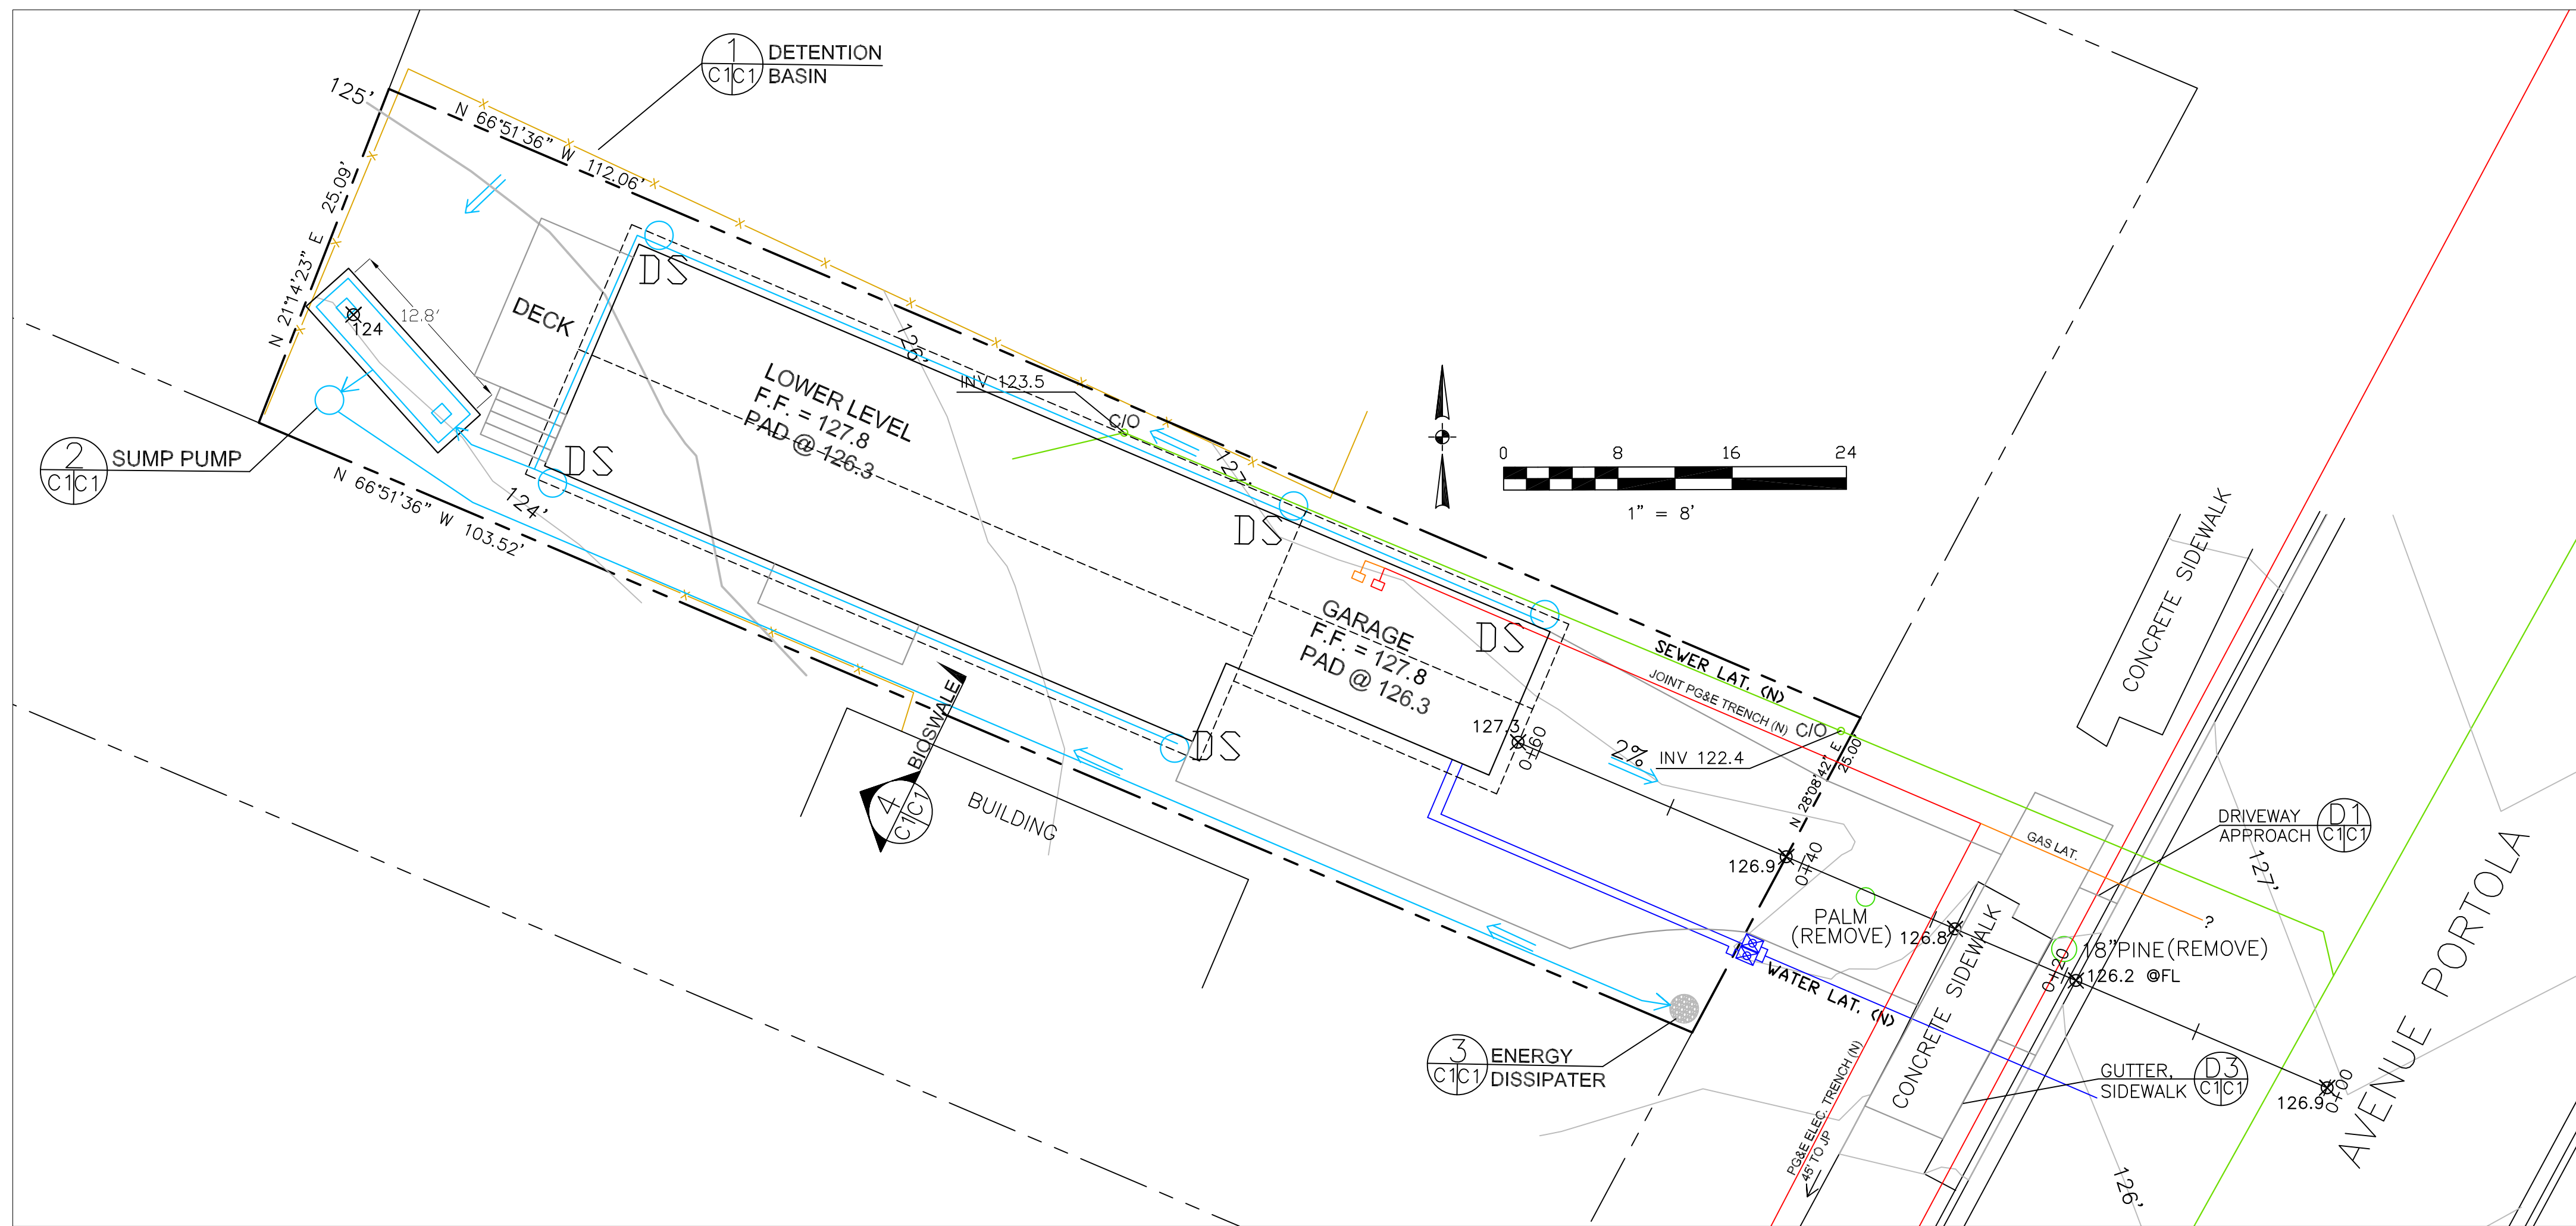 1
C1 C1
DETENTION
BASIN
125'
N 66°51'36" W 112.06'
N 21°14'23" E 25.09'
124
12.8'
DECK
DS
2
C1 C1
SUMP PUMP
N 66°51'36" W 103.52'
124'
DS
LOWER LEVEL
F.F. = 127.8
PAD @ 126.3
126'
INV 123.5
C/O
127'
DS
0 8 16 24
1" = 8'
GARAGE
F.F. = 127.8
PAD @ 126.3
DS
DS
SEWER LAT. (N)
JOINT PG&E TRENCH (N)
C/O
127.3
0+60
2%
INV 122.4
N 28°08'42" E
25.00
BIOSWALE
4
C1 C1
BUILDING
126.9
0+40
PALM
(REMOVE)
126.8
WATER LAT. (N)
3
C1 C1
ENERGY
DISSIPATER
CONCRETE SIDEWALK
CONCRETE SIDEWALK
GAS LAT.
?
DRIVEWAY
APPROACH
D1
C1 C1
127'
18"PINE(REMOVE)
0+20
126.2 @FL
GUTTER,
SIDEWALK
D3
C1 C1
126.9
0+00
PG&E ELEC. TRENCH (N)
45' TO JP
126'
AVENUE PORTOLA